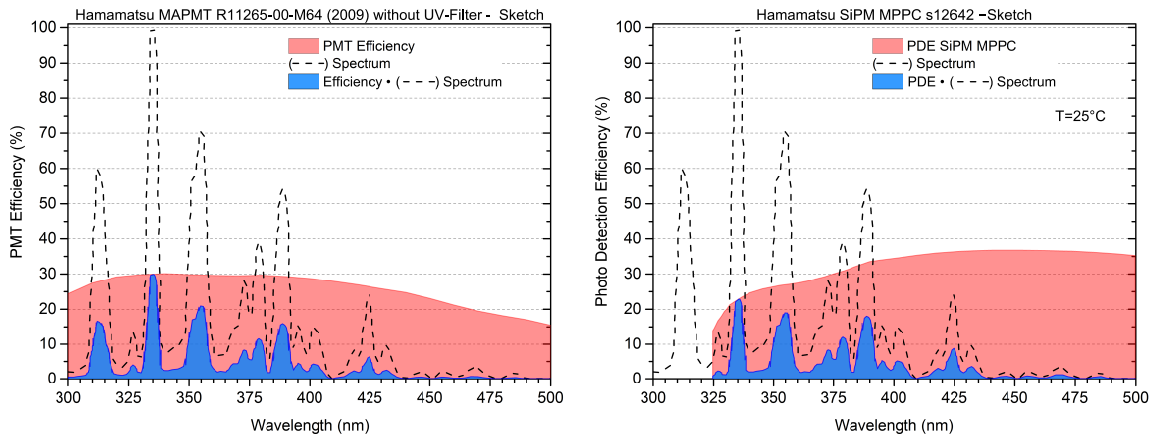 Hamamatsu MAPMT R11265-00-M64 (2009) without UV-Filter - Sketch
PMT Eficiency
(---) Spectrum
Efficiency • (---) Spectrum
100
90
80
70
60
50
40
30
20
10
0
PMT Efficiency (%)
300 325 350 375 400 425 450 475 500
Wavelength (nm)
Hamamatsu SiPM MPPC s12642 –Sketch
PDE SiPM MPPC
(---) Spectrum
PDE • (---) Spectrum
T=25°C
100
90
80
70
60
50
40
30
20
10
0
Photo Detection Efficiency (%)
300 325 350 375 400 425 450 475 500
Wavelength (nm)